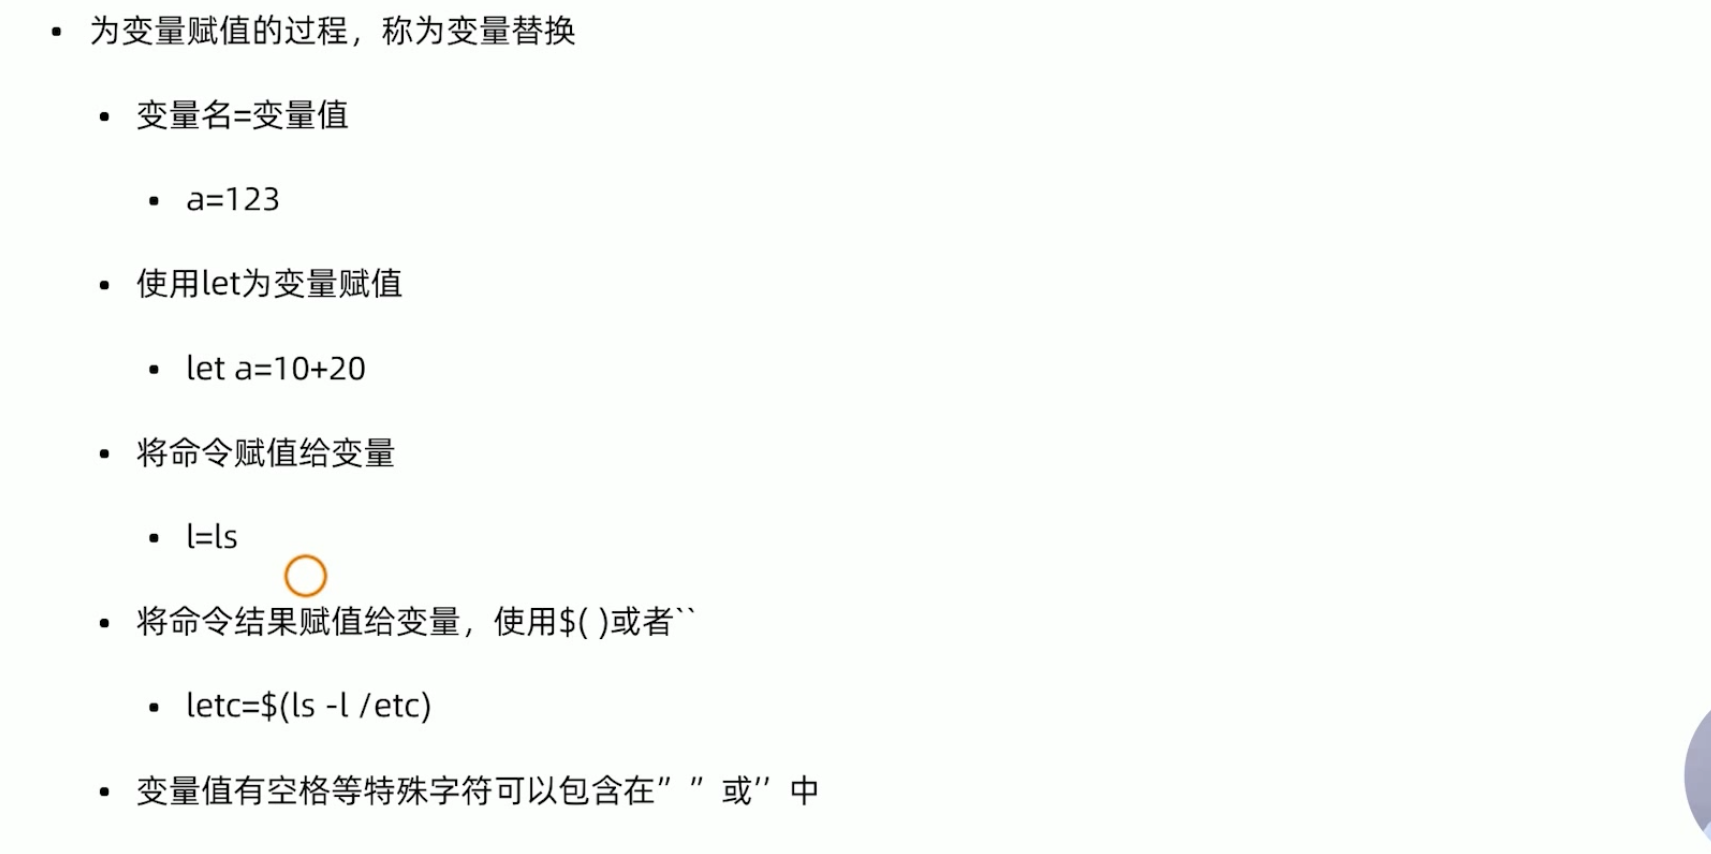 为变量赋值的过程，称为变量替换
变量名=变量值
a=123
使用let为变量赋值
let a=10+20
将命令赋值给变量
l=ls
将命令结果赋值给变量，使用$( )或者``
letc=$(ls -l /etc)
变量值有空格等特殊字符可以包含在” ” 或’’ 中